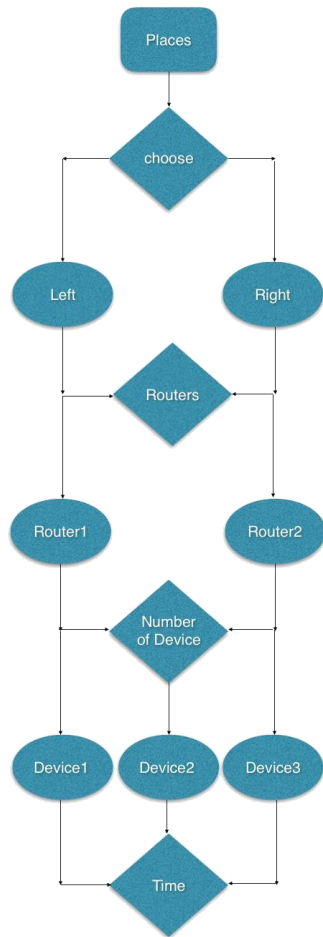 Places
choose
Left
Right
Routers
Router1
Router2
Number
of Device
Device1
Device2
Device3
Time